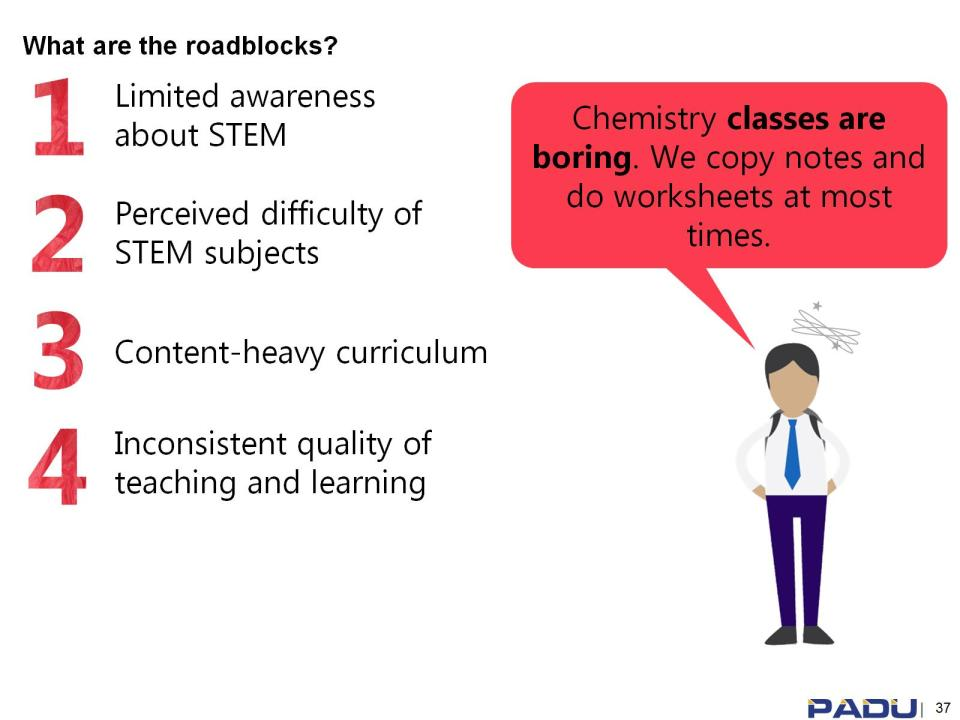 What are the roadblocks?
1
Limited awareness
about STEM
2
Perceived difficulty of
STEM subjects
3
Content-heavy curriculum
4
Inconsistent quality of
teaching and learning
Chemistry classes are
boring. We copy notes and
do worksheets at most
times.
PADU | 37